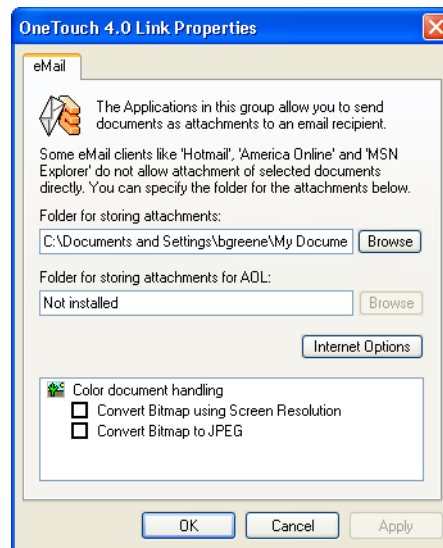 OneTouch 4.0 Link Properties
eMail
The Applications in this group allow you to send
documents as attachments to an email recipient.
Some eMail clients like 'Hotmail', 'America Online' and 'MSN
Explorer' do not allow attachment of selected documents
directly. You can specify the folder for the attachments below.
Folder for storing attachments:
C:\Documents and Settings\bgreene\My Docume
Browse
Folder for storing attachments for AOL:
Not installed
Browse
Internet Options
Color document handling
Convert Bitmap using Screen Resolution
Convert Bitmap to JPEG
OK
Cancel
Apply